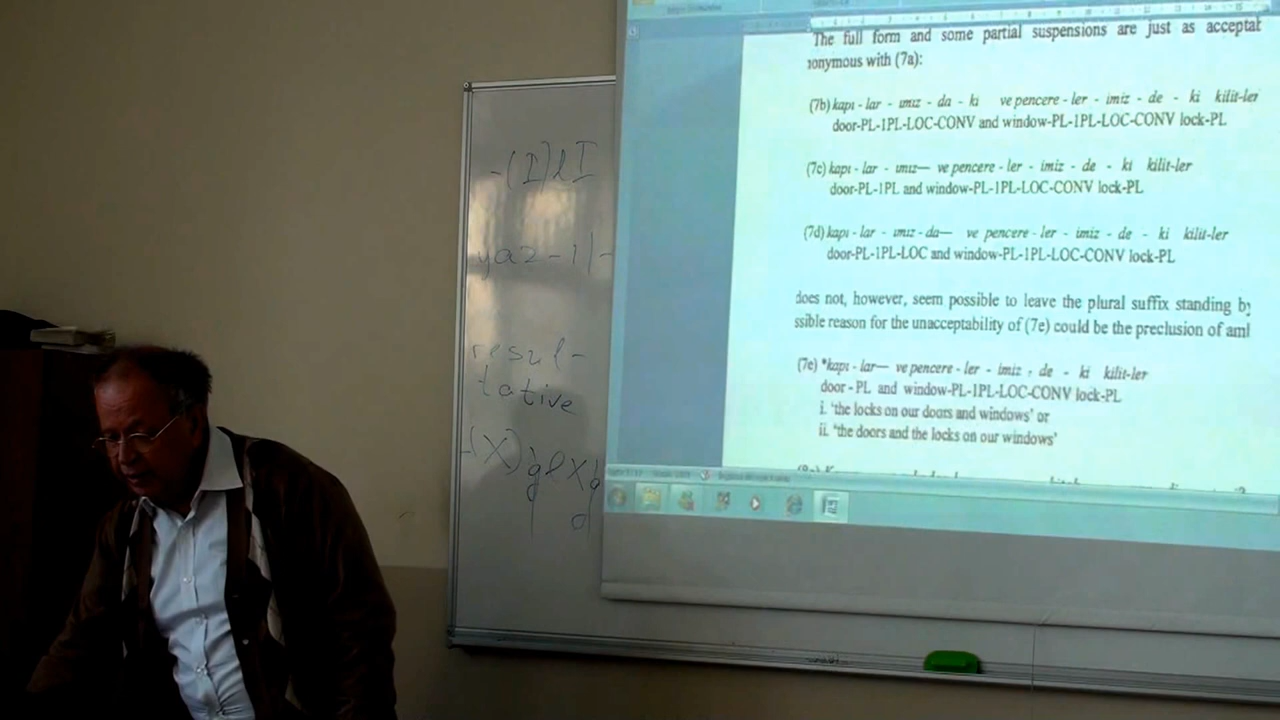 -(I)lI
yaz-
resul-
tative
The full form and some partial suspensions are just as acceptat
onymous with (7a):
(7b) kapı - lar - ımız - da - ki ve pencere - ler - imiz - de - ki kilit-ler
door-PL-1PL-LOC-CONV and window-PL-1PL-LOC-CONV lock-PL
(7c) kapı - lar - ımız— ve pencere - ler - imiz - de - ki kilit-ler
door-PL-1PL and window-PL-1PL-LOC-CONV lock-PL
(7d) kapı - lar - ımız - da— ve pencere - ler - imiz - de - ki kilit-ler
door-PL-1PL-LOC and window-PL-1PL-LOC-CONV lock-PL
does not, however, seem possible to leave the plural suffix standing by
ssible reason for the unacceptability of (7e) could be the preclusion of aml
(7e) *kapı - lar— ve pencere - ler - imiz - de - ki kilit-ler
door - PL and window-PL-1PL-LOC-CONV lock-PL
i. 'the locks on our doors and windows' or
ii. 'the doors and the locks on our windows'